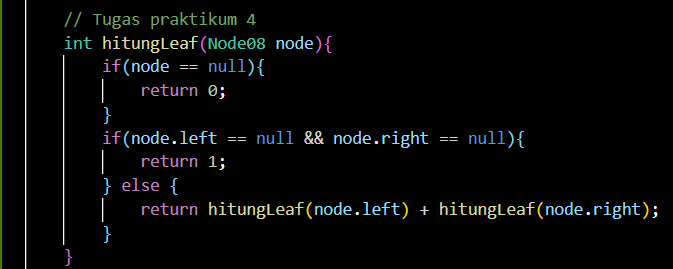 // Tugas praktikum 4
int hitungLeaf(Node08 node){
if(node == null){
return 0;
}
if(node.left == null && node.right == null){
return 1;
} else {
return hitungLeaf(node.left) + hitungLeaf(node.right);
}
}